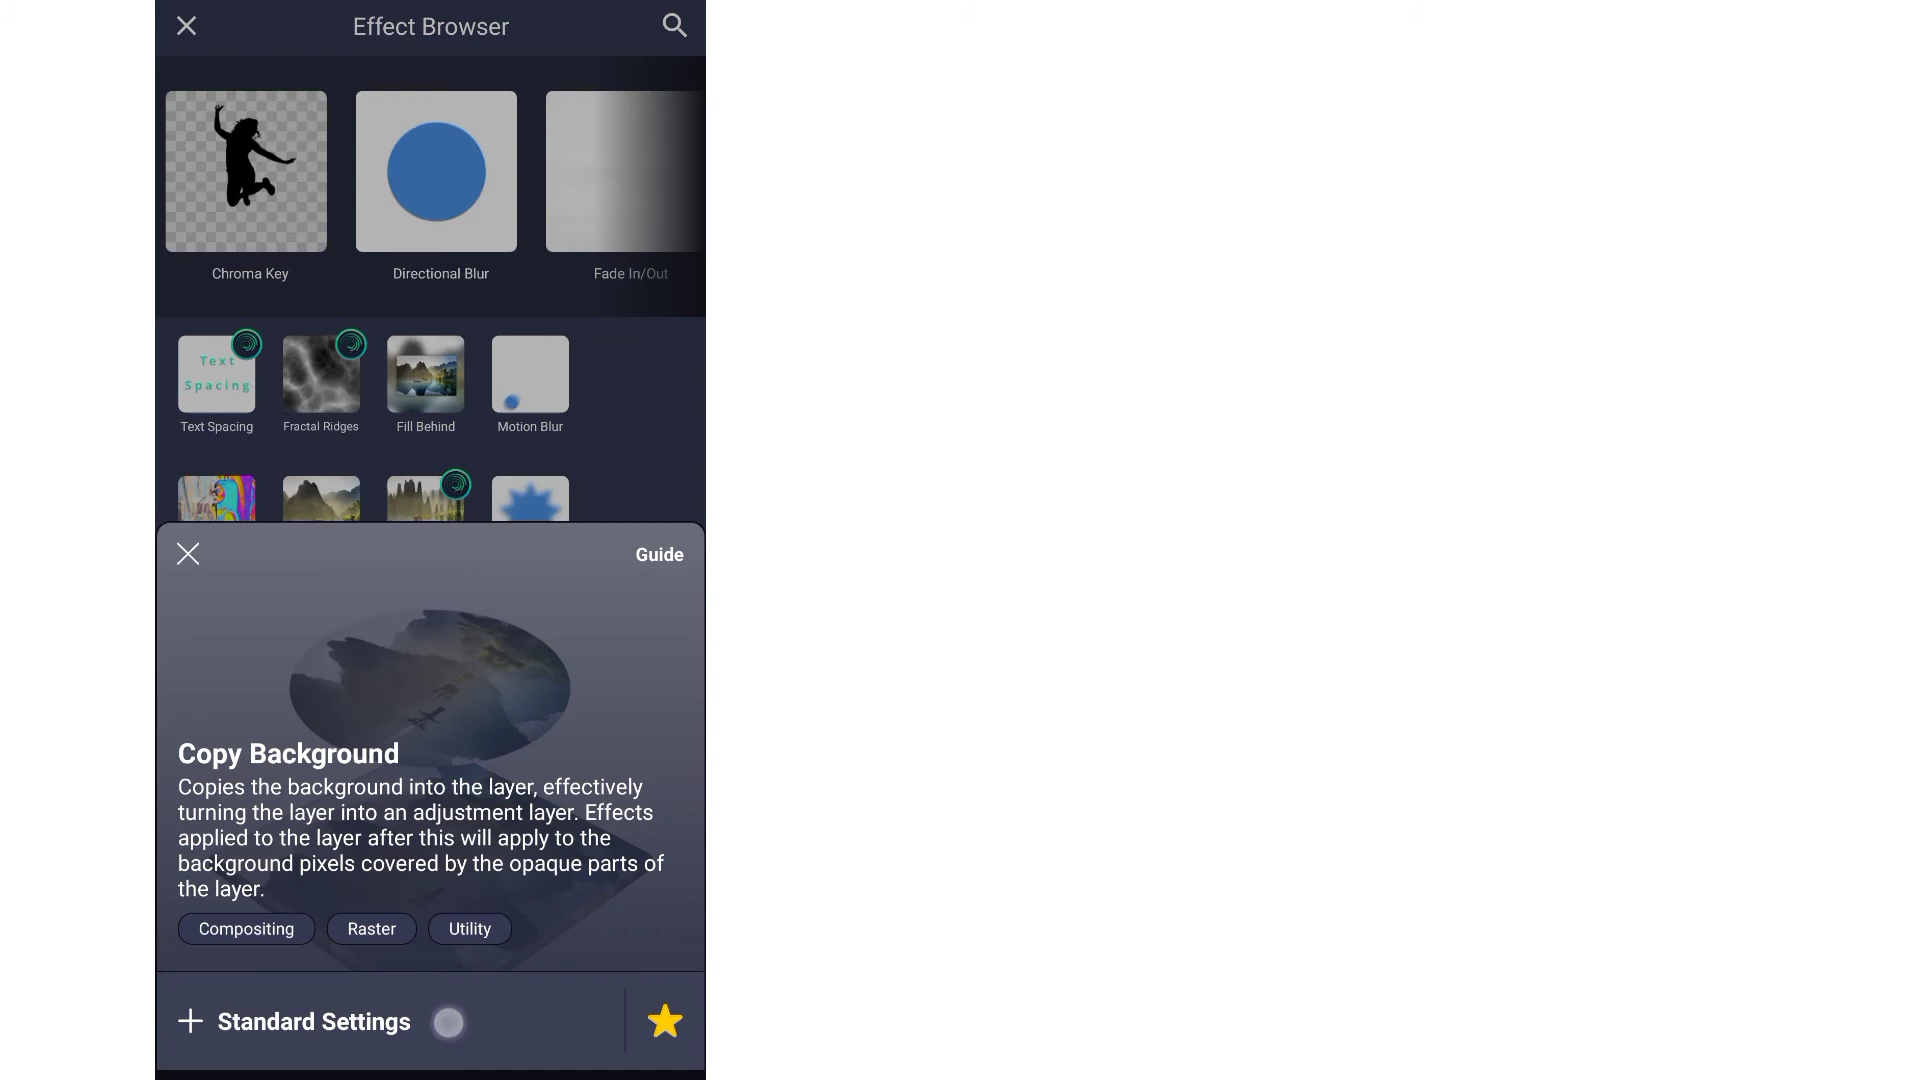 Effect Browser
Chroma Key
Directional Blur
Fade In/Out
Text
Spacing
Text Spacing
Fractal Ridges
Fill Behind
Motion Blur
Guide
Copy Background
Copies the background into the layer, effectively
turning the layer into an adjustment layer. Effects
applied to the layer after this will apply to the
background pixels covered by the opaque parts of
the layer.
Compositing
Raster
Utility
Standard Settings